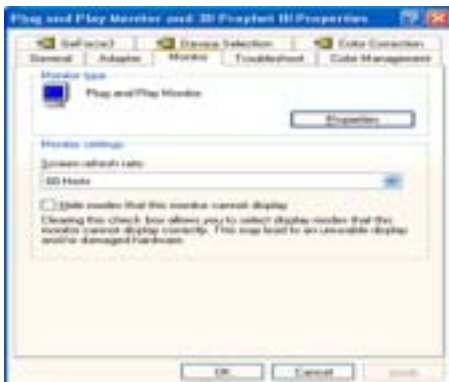 Plug and Play Monitor and 3D Prophet III Properties
GeForce3 Device Selection Color Correction
General Adapter Monitor Troubleshoot Color Management
Monitor type
Plug and Play Monitor
Properties
Monitor settings
Screen refresh rate:
60 Hertz
Hide modes that this monitor cannot display
Clearing this check box allows you to select display modes that this
monitor cannot display correctly. This may lead to an unusable display
and/or damaged hardware.
OK Cancel Apply